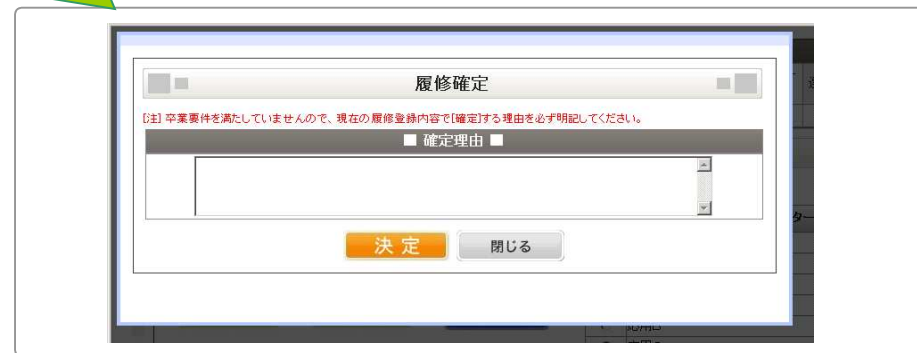 履修確定
[注] 卒業要件を満たしていませんので、現在の履修登録内容で[確定]する理由を必ず明記してください。
■ 確定理由 ■
決 定
閉じる